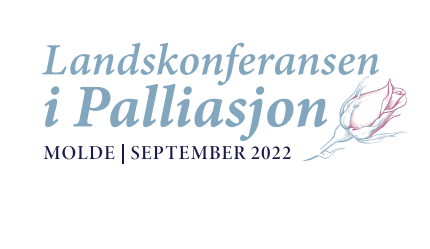 Landskonferansen
i Palliasjon
MOLDE | SEPTEMBER 2022